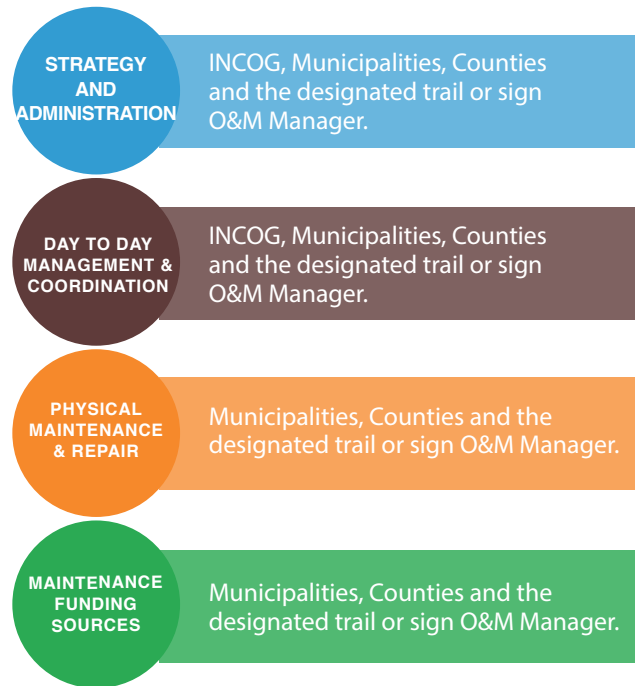 STRATEGY
AND
ADMINISTRATION
INCOG, Municipalities, Counties
and the designated trail or sign
O&M Manager.
DAY TO DAY
MANAGEMENT &
COORDINATION
INCOG, Municipalities, Counties
and the designated trail or sign
O&M Manager.
PHYSICAL
MAINTENANCE
& REPAIR
Municipalities, Counties and the
designated trail or sign O&M Manager.
MAINTENANCE
FUNDING
SOURCES
Municipalities, Counties and the
designated trail or sign O&M Manager.